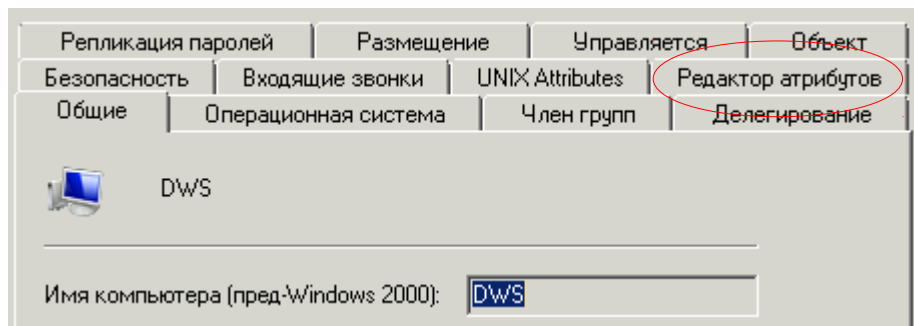 Репликация паролей Размещение Управляется Объект
Безопасность Входящие звонки UNIX Attributes Редактор атрибутов
Общие Операционная система Член групп Делегирование
DWS
Имя компьютера (пред-Windows 2000): DWS